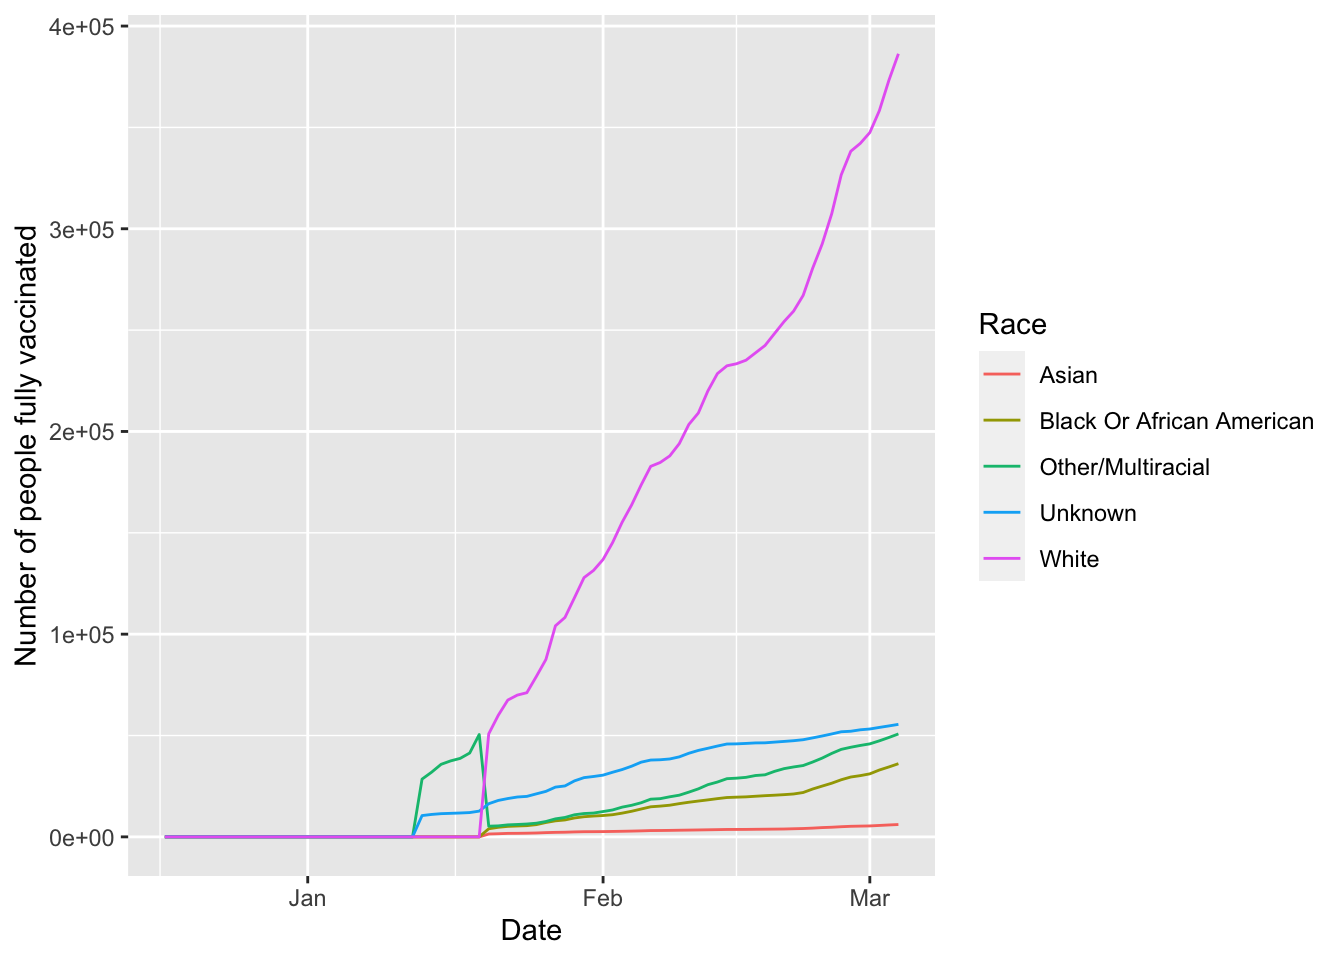 4e+05
3e+05
2e+05
1e+05
0e+00
Number of people fully vaccinated
Jan Feb Mar
Date
Race
Asian
Black Or African American
Other/Multiracial
Unknown
White